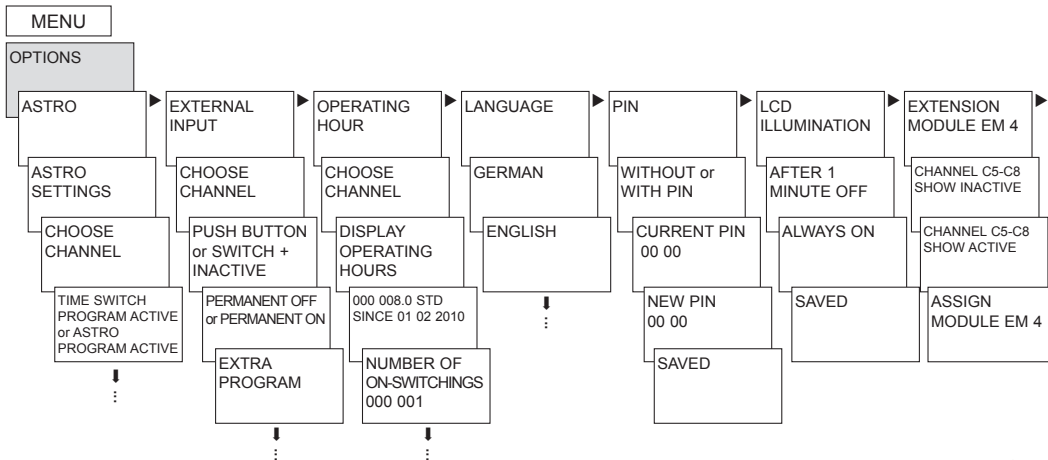 MENU
OPTIONS
ASTRO
ASTRO
SETTINGS
CHOOSE
CHANNEL
TIME SWITCH
PROGRAM ACTIVE
or ASTRO
PROGRAM ACTIVE
EXTERNAL
INPUT
CHOOSE
CHANNEL
PUSH BUTTON
or SWITCH +
INACTIVE
PERMANENT OFF
or PERMANENT ON
EXTRA
PROGRAM
OPERATING
HOUR
CHOOSE
CHANNEL
DISPLAY
OPERATING
HOURS
000 008.0 STD
SINCE 01 02 2010
NUMBER OF
ON-SWITCHINGS
000 001
LANGUAGE
GERMAN
ENGLISH
PIN
WITHOUT or
WITH PIN
CURRENT PIN
00 00
NEW PIN
00 00
SAVED
LCD
ILLUMINATION
AFTER 1
MINUTE OFF
ALWAYS ON
SAVED
EXTENSION
MODULE EM 4
CHANNEL C5-C8
SHOW INACTIVE
CHANNEL C5-C8
SHOW ACTIVE
ASSIGN
MODULE EM 4